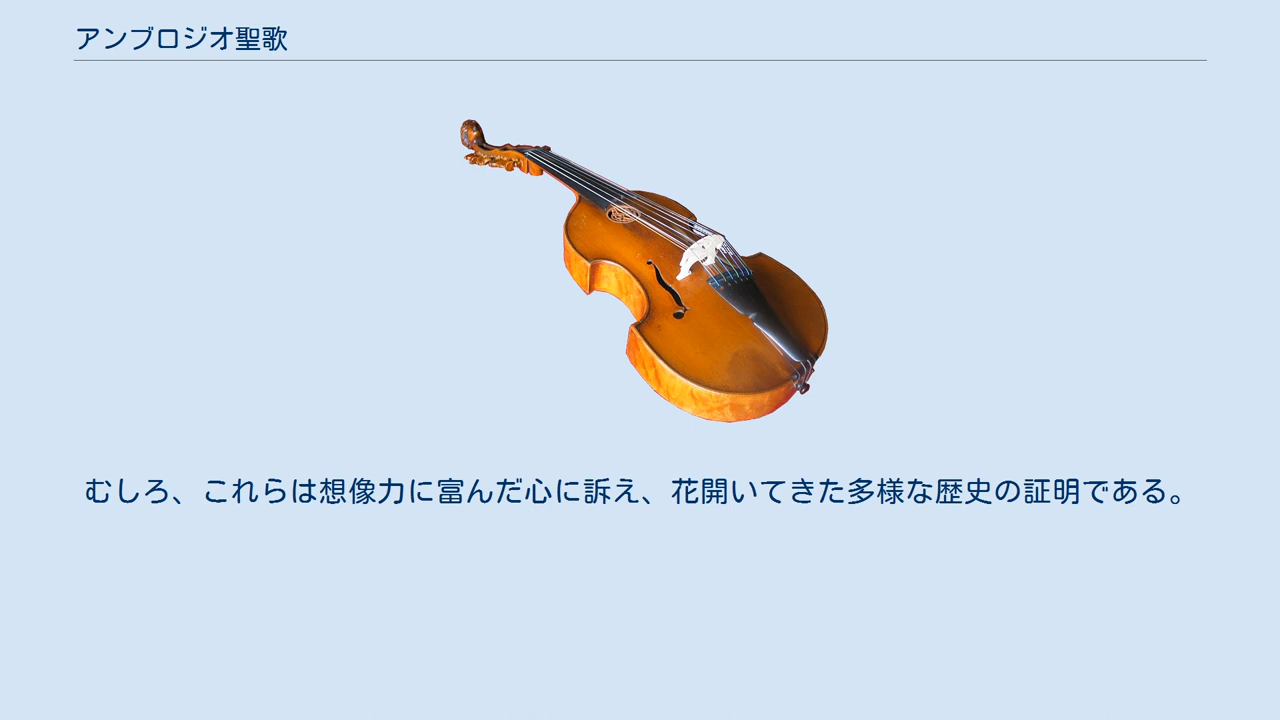 アンブロジオ聖歌
むしろ、これらは想像力に富んだ心に訴え、花開いてきた多様な歴史の証明である。